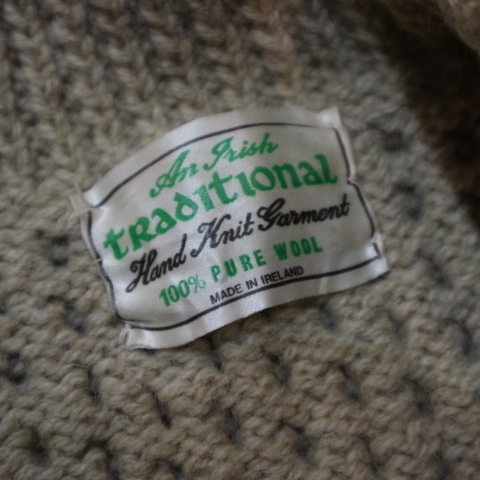 An Irish
traditional
Hand Knit Garment
100% PURE WOOL
MADE IN IRELAND